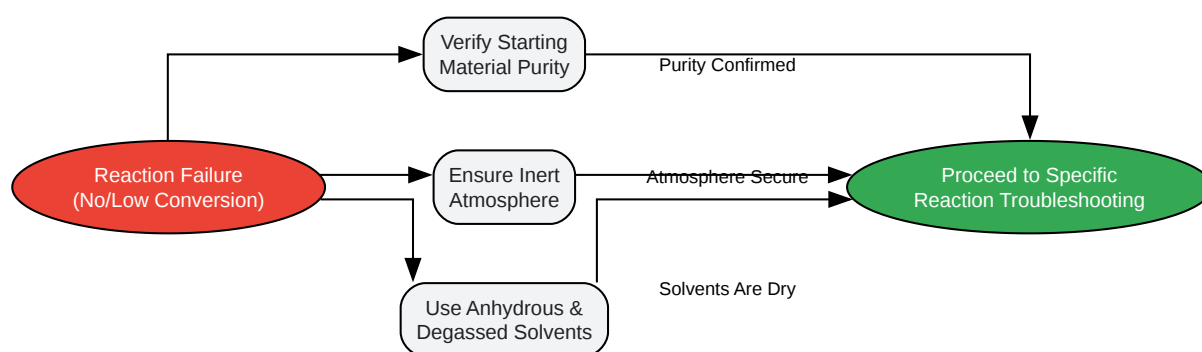 Verify Starting
Material Purity
Purity Confirmed
Reaction Failure
(No/Low Conversion)
Ensure Inert
Atmosphere
Atmosphere Secure
Proceed to Specific
Reaction Troubleshooting
Use Anhydrous &
Degassed Solvents
Solvents Are Dry